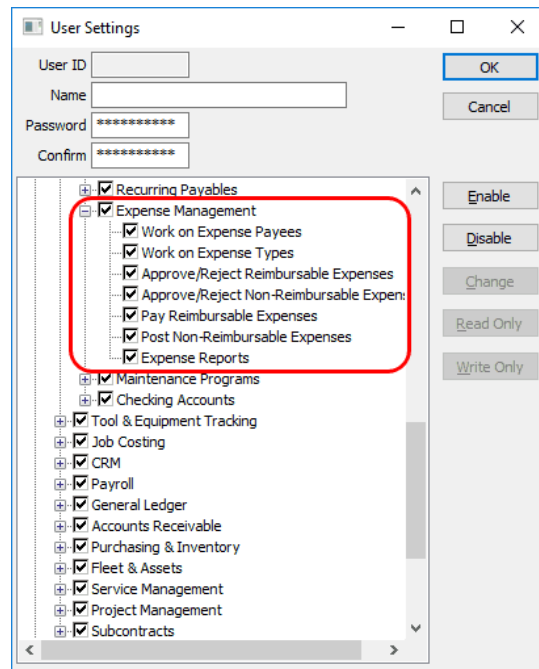 User Settings
User ID
OK
Name
Cancel
Password **********
Confirm **********
Recurring Payables
Enable
Expense Management
Work on Expense Payees
Disable
Work on Expense Types
Approve/Reject Reimbursable Expenses
Change
Approve/Reject Non-Reimbursable Expens
Pay Reimbursable Expenses
Read Only
Post Non-Reimbursable Expenses
Expense Reports
Write Only
Maintenance Programs
Checking Accounts
Tool & Equipment Tracking
Job Costing
CRM
Payroll
General Ledger
Accounts Receivable
Purchasing & Inventory
Fleet & Assets
Service Management
Project Management
Subcontracts